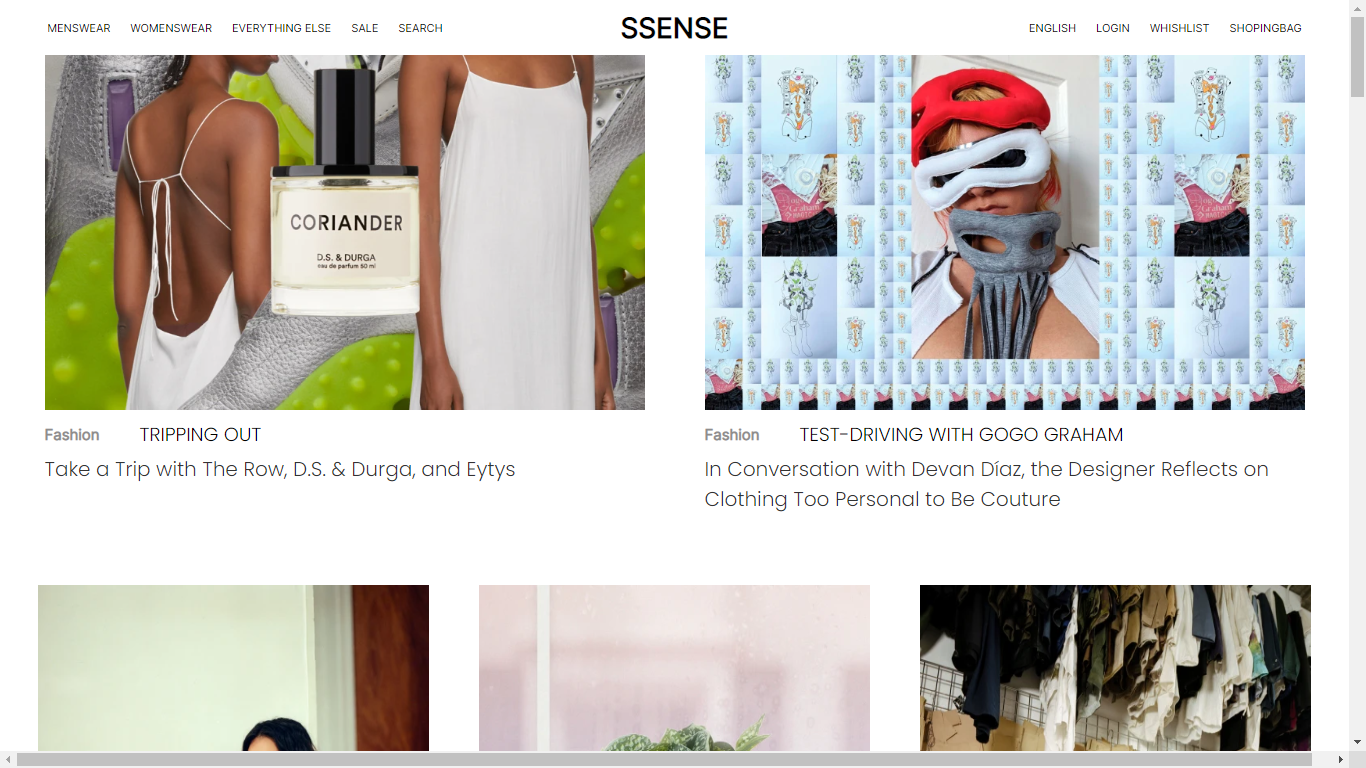 MENSWEAR WOMENSWEAR EVERYTHING ELSE SALE SEARCH SSENSE ENGLISH LOGIN WHISHLIST SHOPINGBAG
CORIANDER
D.S. & DURGA
eau de parfum 50 ml
Fashion TRIPPING OUT
Take a Trip with The Row, D.S. & Durga, and Eytys
Fashion TEST-DRIVING WITH GOGO GRAHAM
In Conversation with Devan Díaz, the Designer Reflects on
Clothing Too Personal to Be Couture